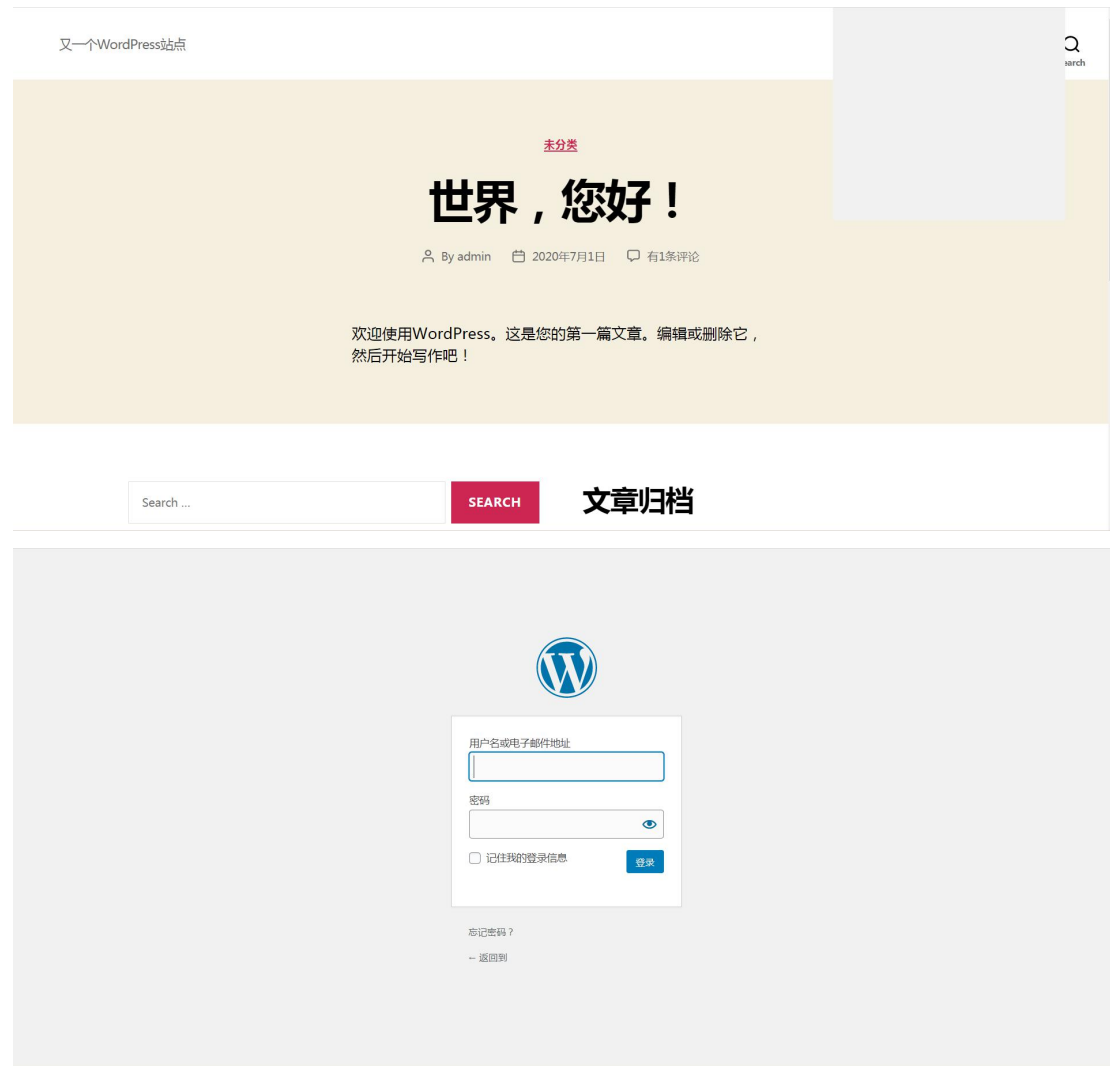 又一个WordPress站点
earch
未分类
世界，您好！
By admin 2020年7月1日 有1条评论
欢迎使用WordPress。这是您的第一篇文章。编辑或删除它，
然后开始写作吧！
Search ... SEARCH 文章归档
用户名或电子邮件地址
密码
记住我的登录信息 登录
忘记密码？
← 返回到